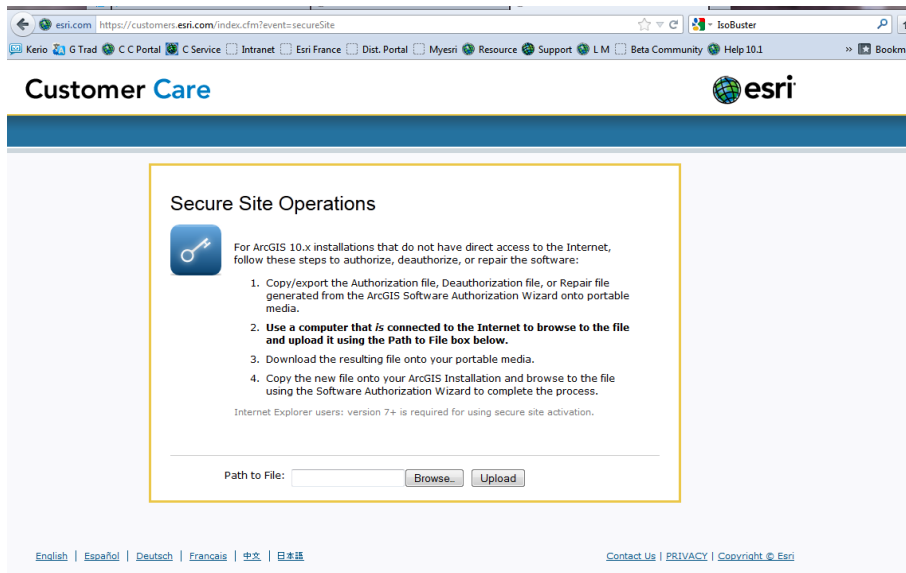 esri.com https://customers.esri.com/index.cfm?event=secureSite IsoBuster
Kerio G Trad C C Portal C Service Intranet Esri France Dist. Portal Myesri Resource Support L M Beta Community Help 10.1 » Bookm
Customer Care esri
Secure Site Operations
For ArcGIS 10.x installations that do not have direct access to the Internet,
follow these steps to authorize, deauthorize, or repair the software:
1. Copy/export the Authorization file, Deauthorization file, or Repair file
generated from the ArcGIS Software Authorization Wizard onto portable
media.
2. Use a computer that is connected to the Internet to browse to the file
and upload it using the Path to File box below.
3. Download the resulting file onto your portable media.
4. Copy the new file onto your ArcGIS Installation and browse to the file
using the Software Authorization Wizard to complete the process.
Internet Explorer users: version 7+ is required for using secure site activation.
Path to File: Browse... Upload
English | Español | Deutsch | Francais | 中文 | 日本語 Contact Us | PRIVACY | Copyright © Esri